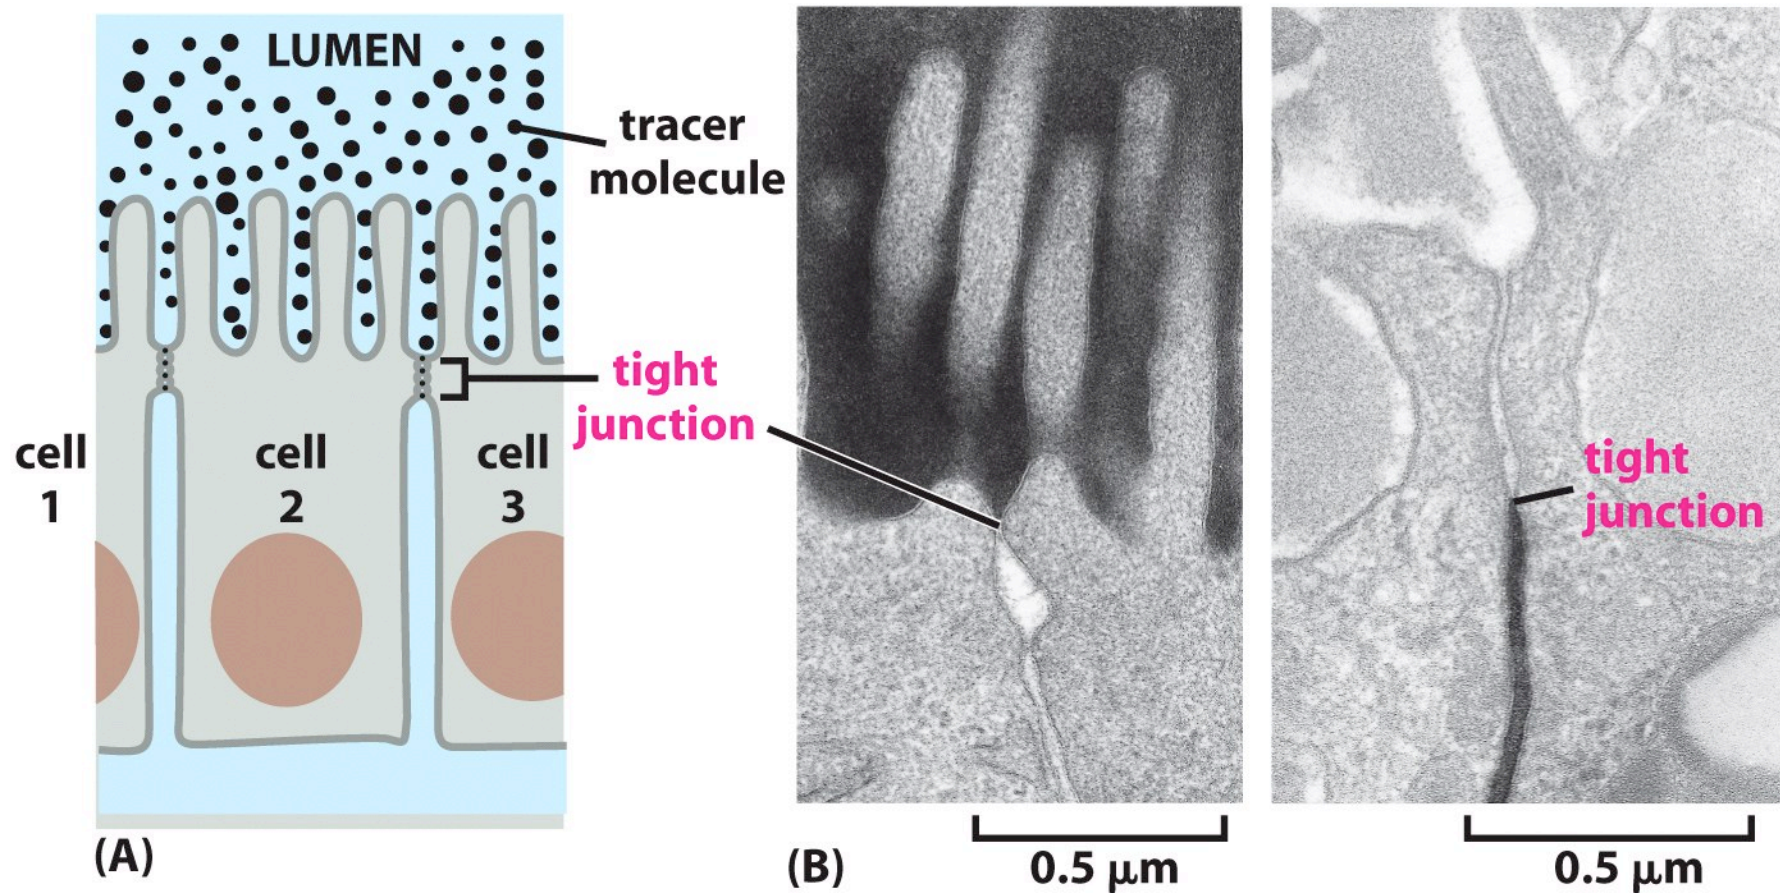 LUMEN
tracer
molecule
tight
junction
cell
1
cell
2
cell
3
tight
junction
(A)
(B)
0.5 μm
0.5 μm